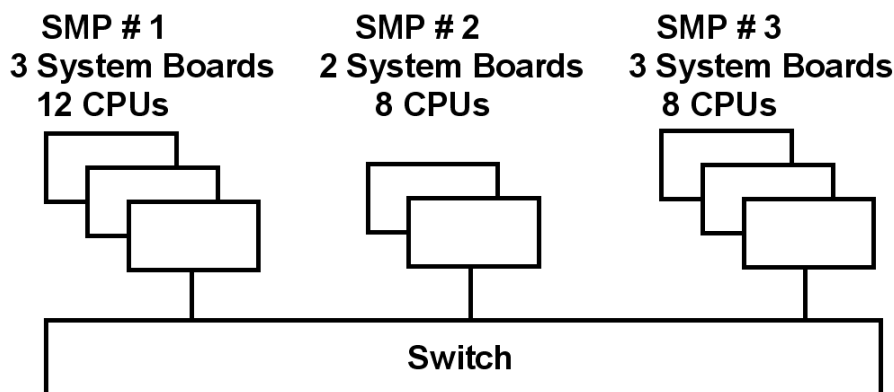 SMP # 1
3 System Boards
12 CPUs
SMP # 2
2 System Boards
8 CPUs
SMP # 3
3 System Boards
8 CPUs
Switch